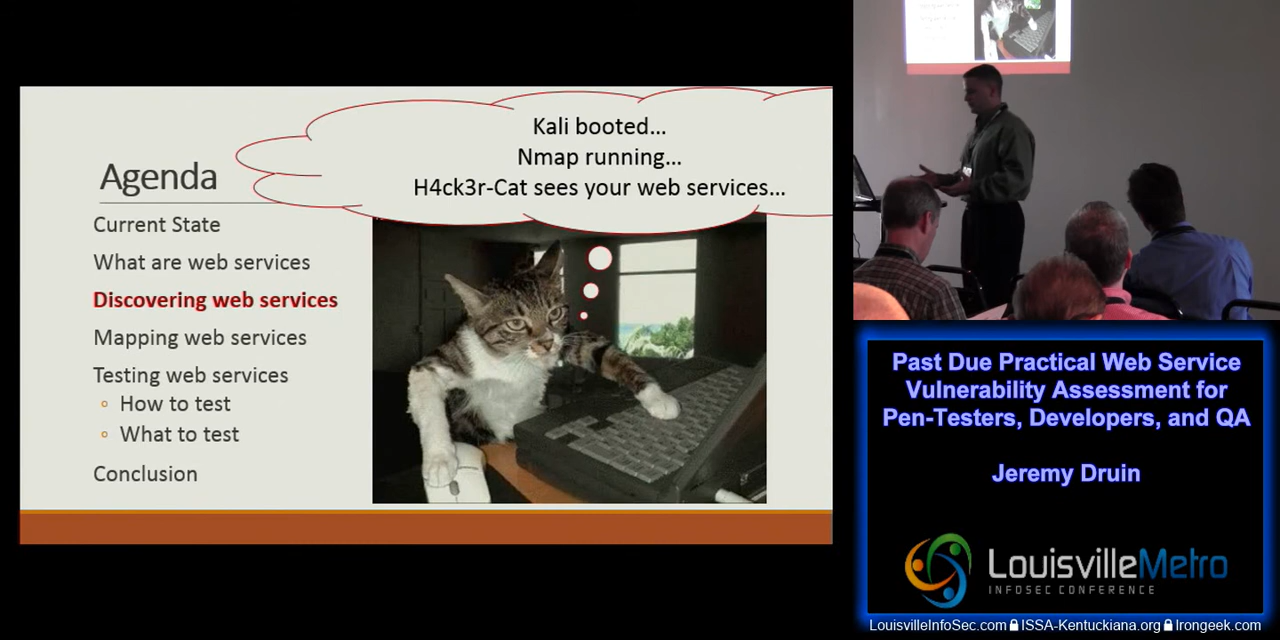 Kali booted...
Nmap running...
H4ck3r-Cat sees your web services...
Agenda
Current State
What are web services
Discovering web services
Mapping web services
Testing web services
How to test
What to test
Conclusion
Past Due Practical Web Service
Vulnerability Assessment for
Pen-Testers, Developers, and QA
Jeremy Druin
LouisvilleMetro
INFOSEC CONFERENCE
LouisvilleInfoSec.com ISSA-Kentuckiana.org Irongeek.com